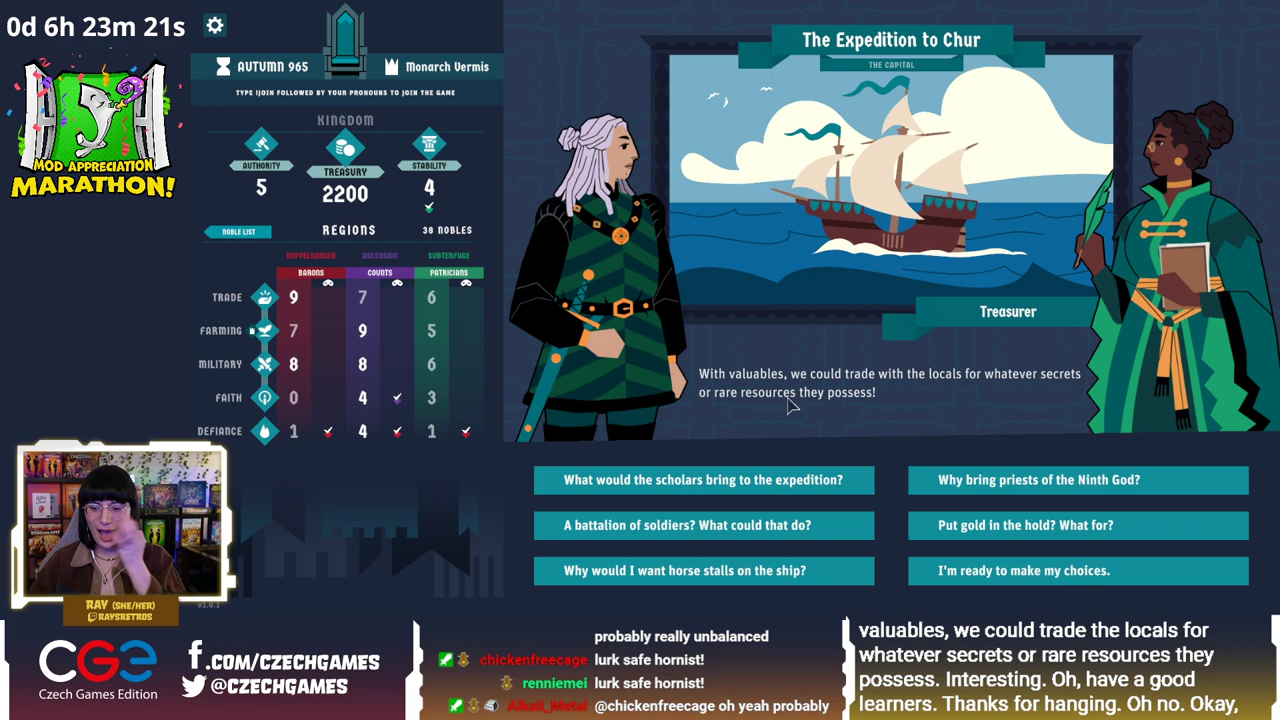 0d 6h 23m 21s
MOD APPRECIATION
MARATHON!
AUTUMN 965
Monarch Vermis
TYPE !JOIN FOLLOWED BY YOUR PRONOUNS TO JOIN THE GAME
KINGDOM
AUTHORITY
TREASURY
STABILITY
5
2200
4
NOBLE LIST
REGIONS
38 NOBLES
DOPPELGANGER
ASCENSION
SUBTERFUGE
BARONS
COUNTS
PATRICIANS
TRADE 9 7 6
FARMING 7 9 5
MILITARY 8 8 6
FAITH 0 4 3
DEFIANCE 1 4 1
The Expedition to Chur
THE CAPITAL
Treasurer
With valuables, we could trade with the locals for whatever secrets
or rare resources they possess!
What would the scholars bring to the expedition?
Why bring priests of the Ninth God?
A battalion of soldiers? What could that do?
Put gold in the hold? What for?
Why would I want horse stalls on the ship?
I'm ready to make my choices.
RAY (SHE/HER)
RAYSRETROS
V1.0.1
CGE
Czech Games Edition
f.COM/CZECHGAMES
@CZECHGAMES
probably really unbalanced
chickenfreecage lurk safe hornist!
renniemei lurk safe hornist!
Alkali_Metal @chickenfreecage oh yeah probably
valuables, we could trade the locals for
whatever secrets or rare resources they
possess. Interesting. Oh, have a good
learners. Thanks for hanging. Oh no. Okay,